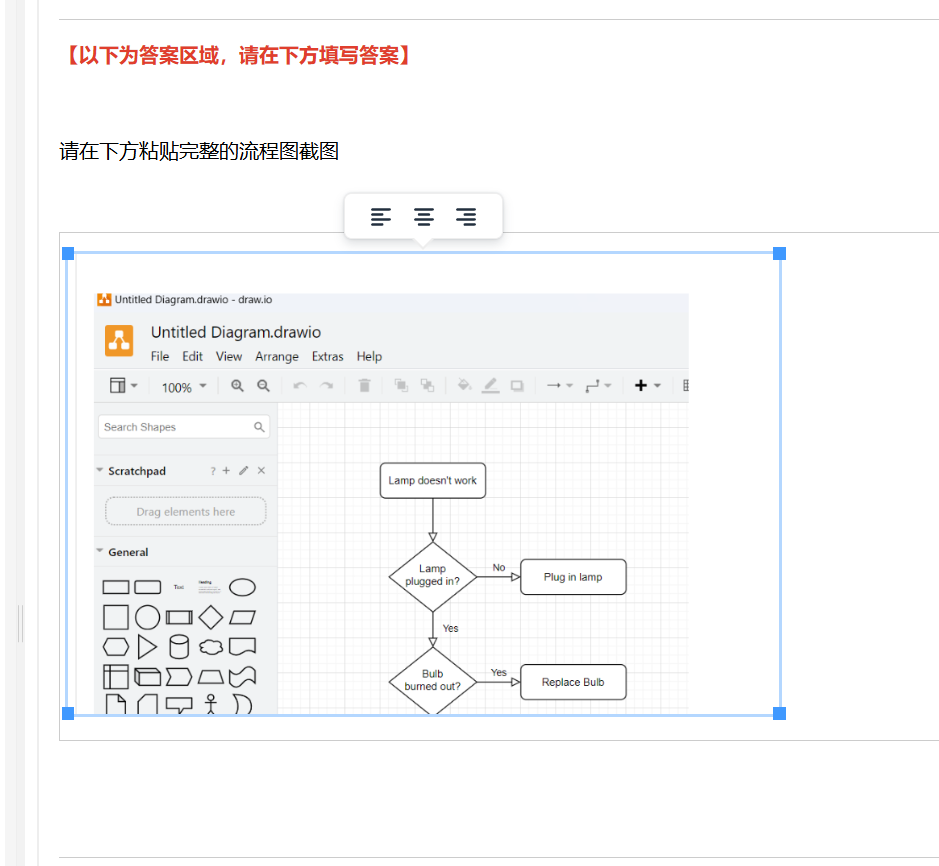 【以下为答案区域，请在下方填写答案】
请在下方粘贴完整的流程图截图
Untitled Diagram.drawio - draw.io
Untitled Diagram.drawio
File Edit View Arrange Extras Help
100%
Search Shapes
Scratchpad ? + ✕
Drag elements here
General
Text Heading
Lamp doesn't work
Lamp
plugged in?
No
Plug in lamp
Yes
Bulb
burned out?
Yes
Replace Bulb